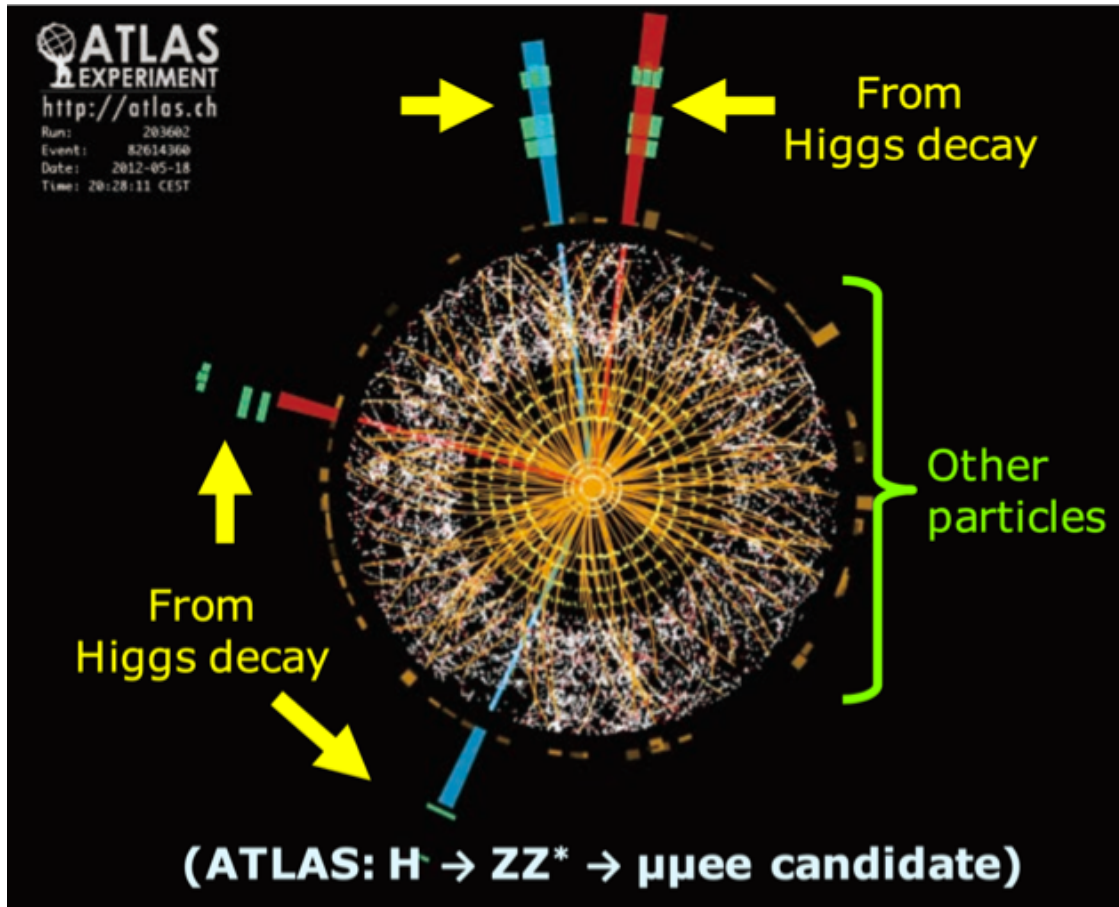 ATLAS
EXPERIMENT
http://atlas.ch
Run: 203602
Event: 82614360
Date: 2012-05-18
Time: 20:28:11 CEST
From
Higgs decay
Other
particles
From
Higgs decay
(ATLAS: H → ZZ* → μμee candidate)